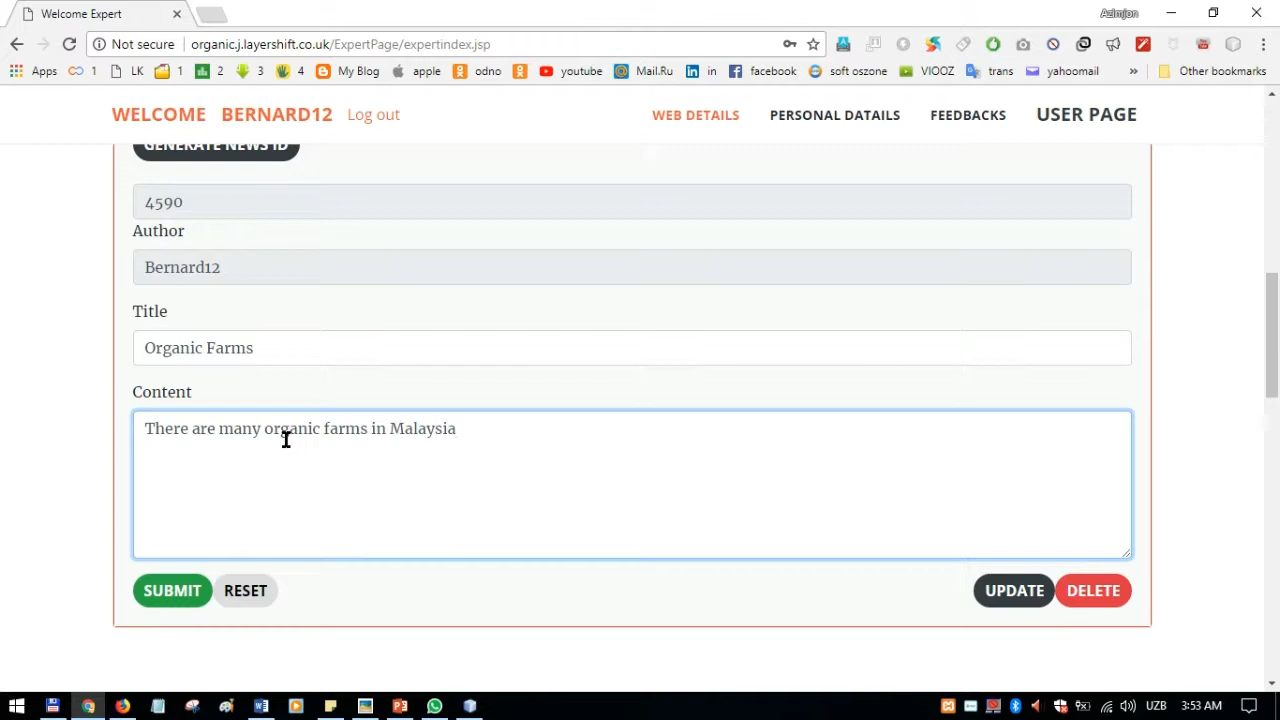 Welcome Expert
Azimjon
Not secure organic.j.layershift.co.uk/ExpertPage/expertindex.jsp
Apps 1 LK 1 2 3 4 My Blog apple odno youtube Mail.Ru in facebook soft oszone VIOOZ trans yahoomail » Other bookmarks
WELCOME BERNARD12 Log out WEB DETAILS PERSONAL DATAILS FEEDBACKS USER PAGE
GENERATE NEWS ID
4590
Author
Bernard12
Title
Organic Farms
Content
There are many organic farms in Malaysia
SUBMIT RESET UPDATE DELETE
UZB 3:53 AM